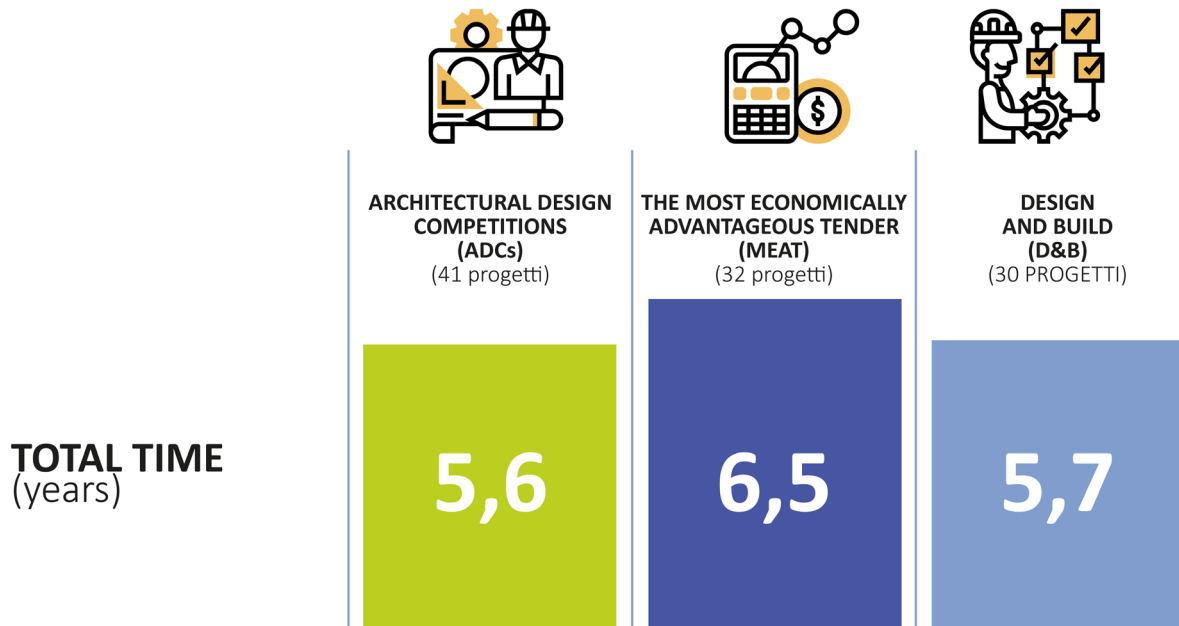 $
ARCHITECTURAL DESIGN
COMPETITIONS
(ADCs)
(41 progetti)
THE MOST ECONOMICALLY
ADVANTAGEOUS TENDER
(MEAT)
(32 progetti)
DESIGN
AND BUILD
(D&B)
(30 PROGETTI)
TOTAL TIME
(years)
5,6
6,5
5,7